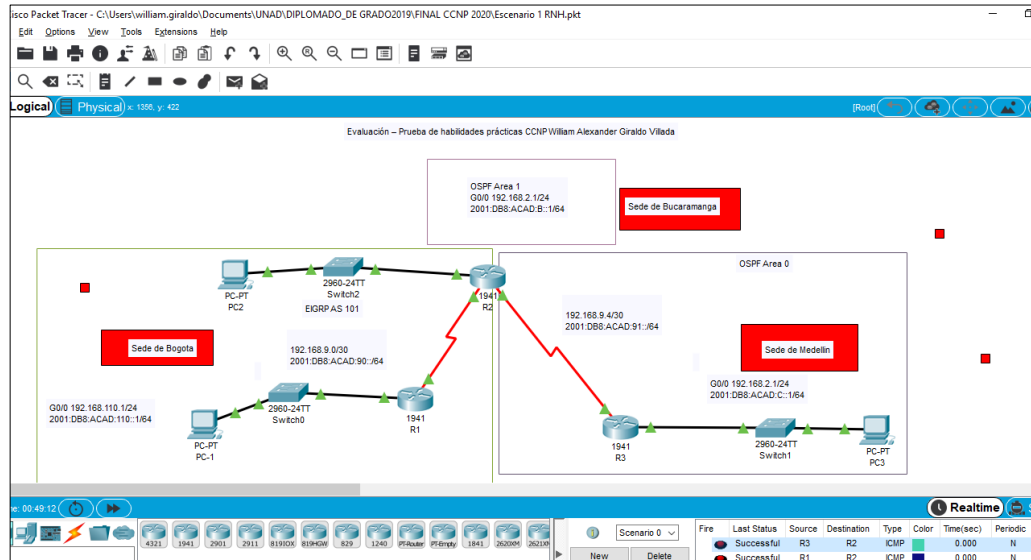 isco Packet Tracer - C:\Users\william.giraldo\Documents\UNAD\DIPLOMADO_DE GRADO2019\FINAL CCNP 2020\Escenario 1 RNH.pkt
Edit Options View Tools Extensions Help
Logical Physical x: 1358, y: 422 [Root]
Evaluación – Prueba de habilidades prácticas CCNP William Alexander Giraldo Villada
OSPF Area 1
G0/0 192.168.2.1/24
2001:DB8:ACAD:B::1/64
Sede de Bucaramanga
OSPF Area 0
PC-PT
PC2
2960-24TT
Switch2
EIGRP AS 101
1941
R2
192.168.9.4/30
2001:DB8:ACAD:91::/64
Sede de Bogota
192.168.9.0/30
2001:DB8:ACAD:90::/64
Sede de Medellin
G0/0 192.168.2.1/24
2001:DB8:ACAD:C::1/64
G0/0 192.168.110.1/24
2001:DB8:ACAD:110::1/64
2960-24TT
Switch0
1941
R1
PC-PT
PC-1
1941
R3
2960-24TT
Switch1
PC-PT
PC3
me: 00:49:12
Realtime
4321 1941 2901 2911 819IOX 819HGW 829 1240 PT-Router PT-Empty 1841 2620XM 2621XM
Scenario 0
New Delete
Fire Last Status Source Destination Type Color Time(sec) Periodic
Successful R3 R2 ICMP 0.000 N
Successful R1 R2 ICMP 0.000 N